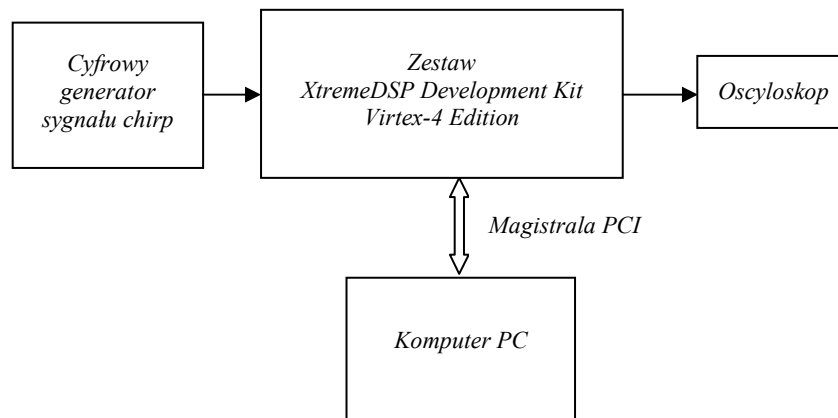 Cyfrowy
generator
sygnału chirp
Zestaw
XtremeDSP Development Kit
Virtex-4 Edition
Oscyloskop
Magistrala PCI
Komputer PC